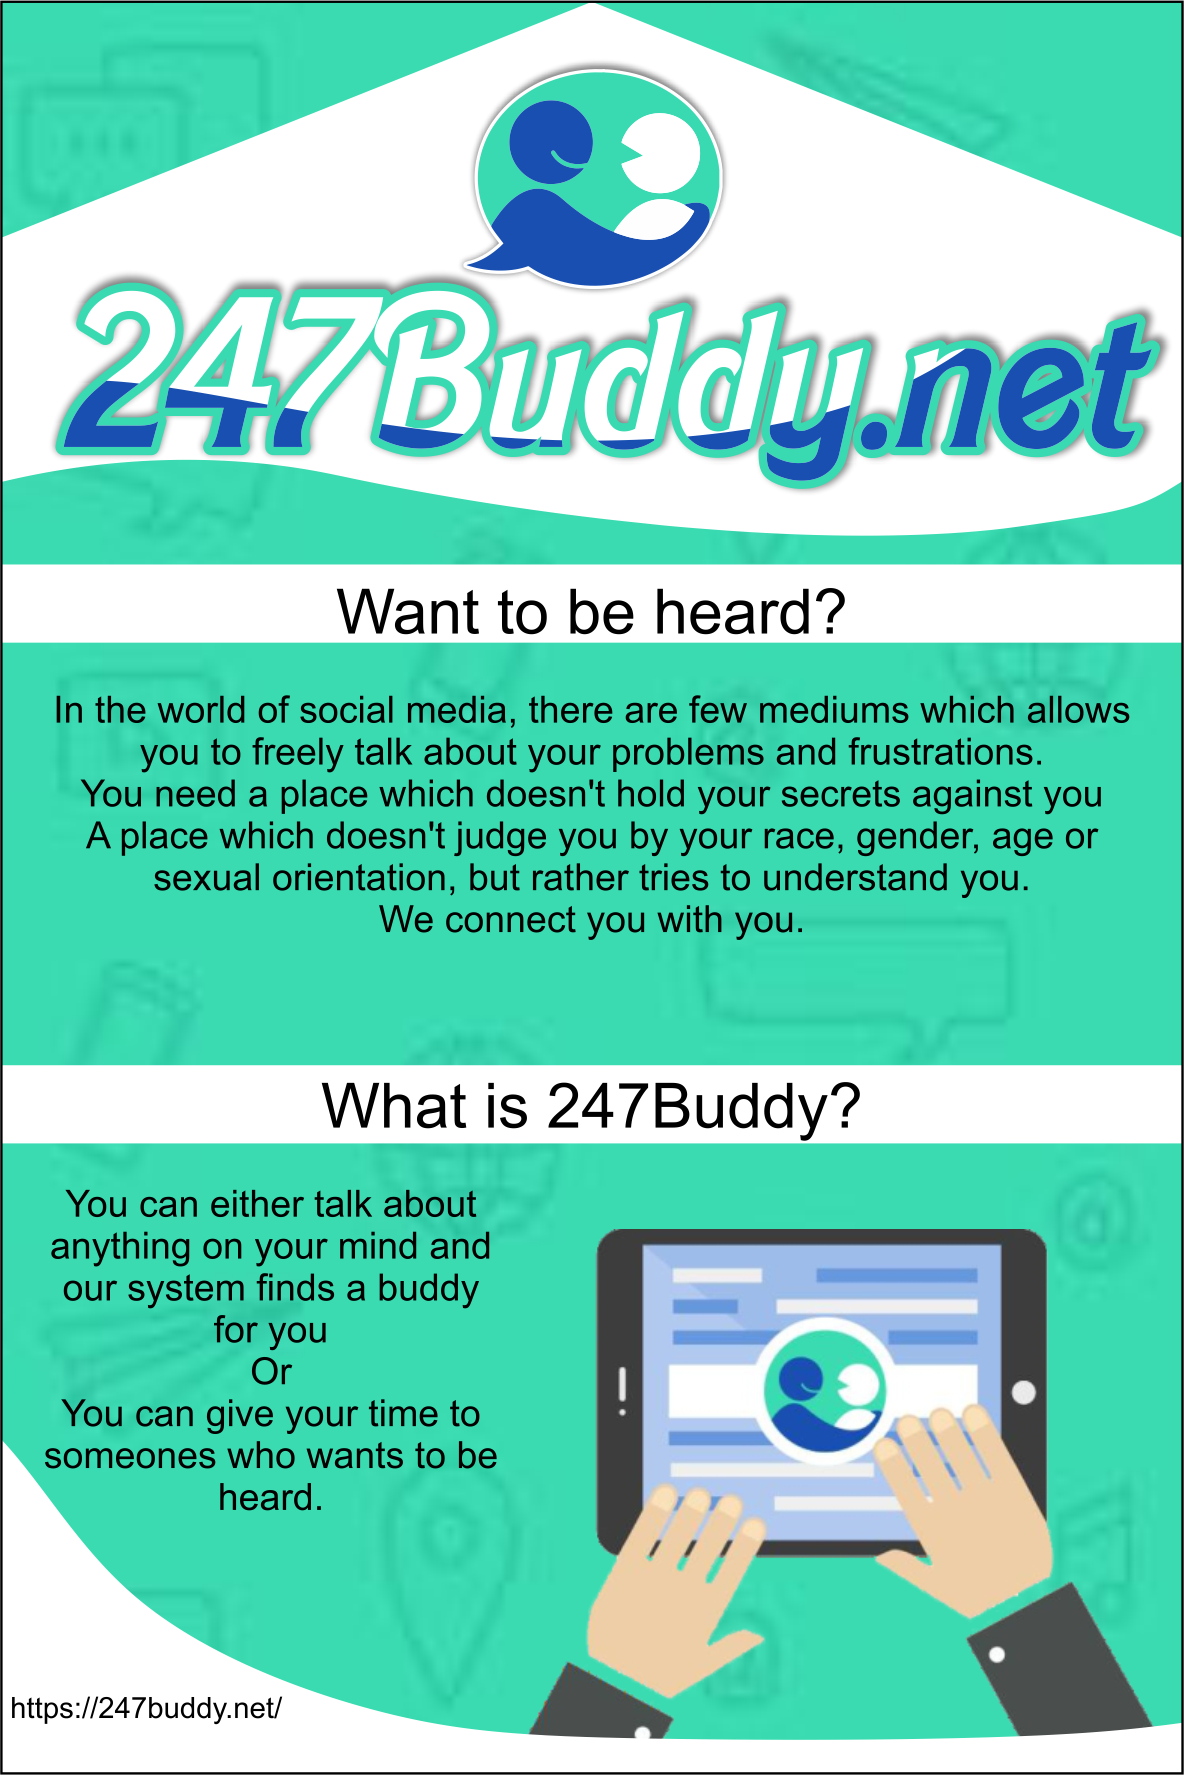 247Buddy.net
Want to be heard?
In the world of social media, there are few mediums which allows
you to freely talk about your problems and frustrations.
You need a place which doesn't hold your secrets against you
A place which doesn't judge you by your race, gender, age or
sexual orientation, but rather tries to understand you.
We connect you with you.
What is 247Buddy?
You can either talk about
anything on your mind and
our system finds a buddy
for you
Or
You can give your time to
someones who wants to be
heard.
https://247buddy.net/